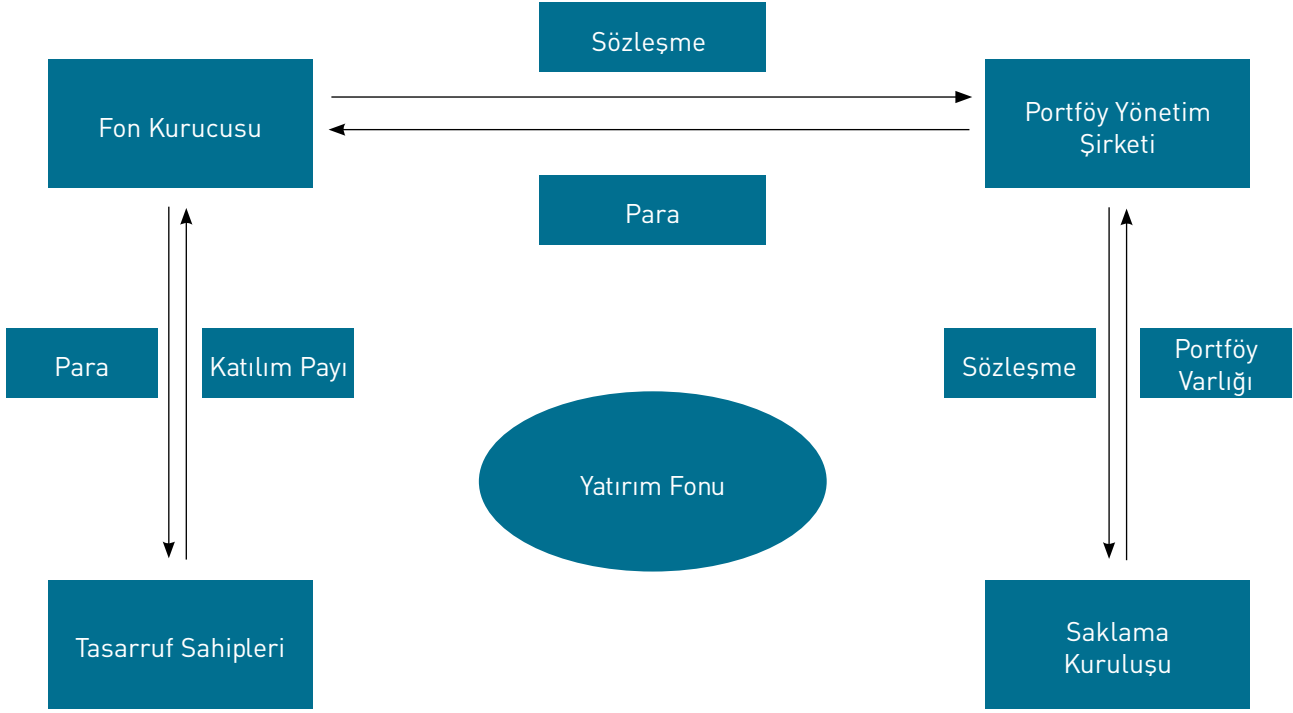 Sözleşme
Fon Kurucusu
Portföy Yönetim
Şirketi
Para
Para
Katılım Payı
Sözleşme
Portföy
Varlığı
Yatırım Fonu
Tasarruf Sahipleri
Saklama
Kuruluşu